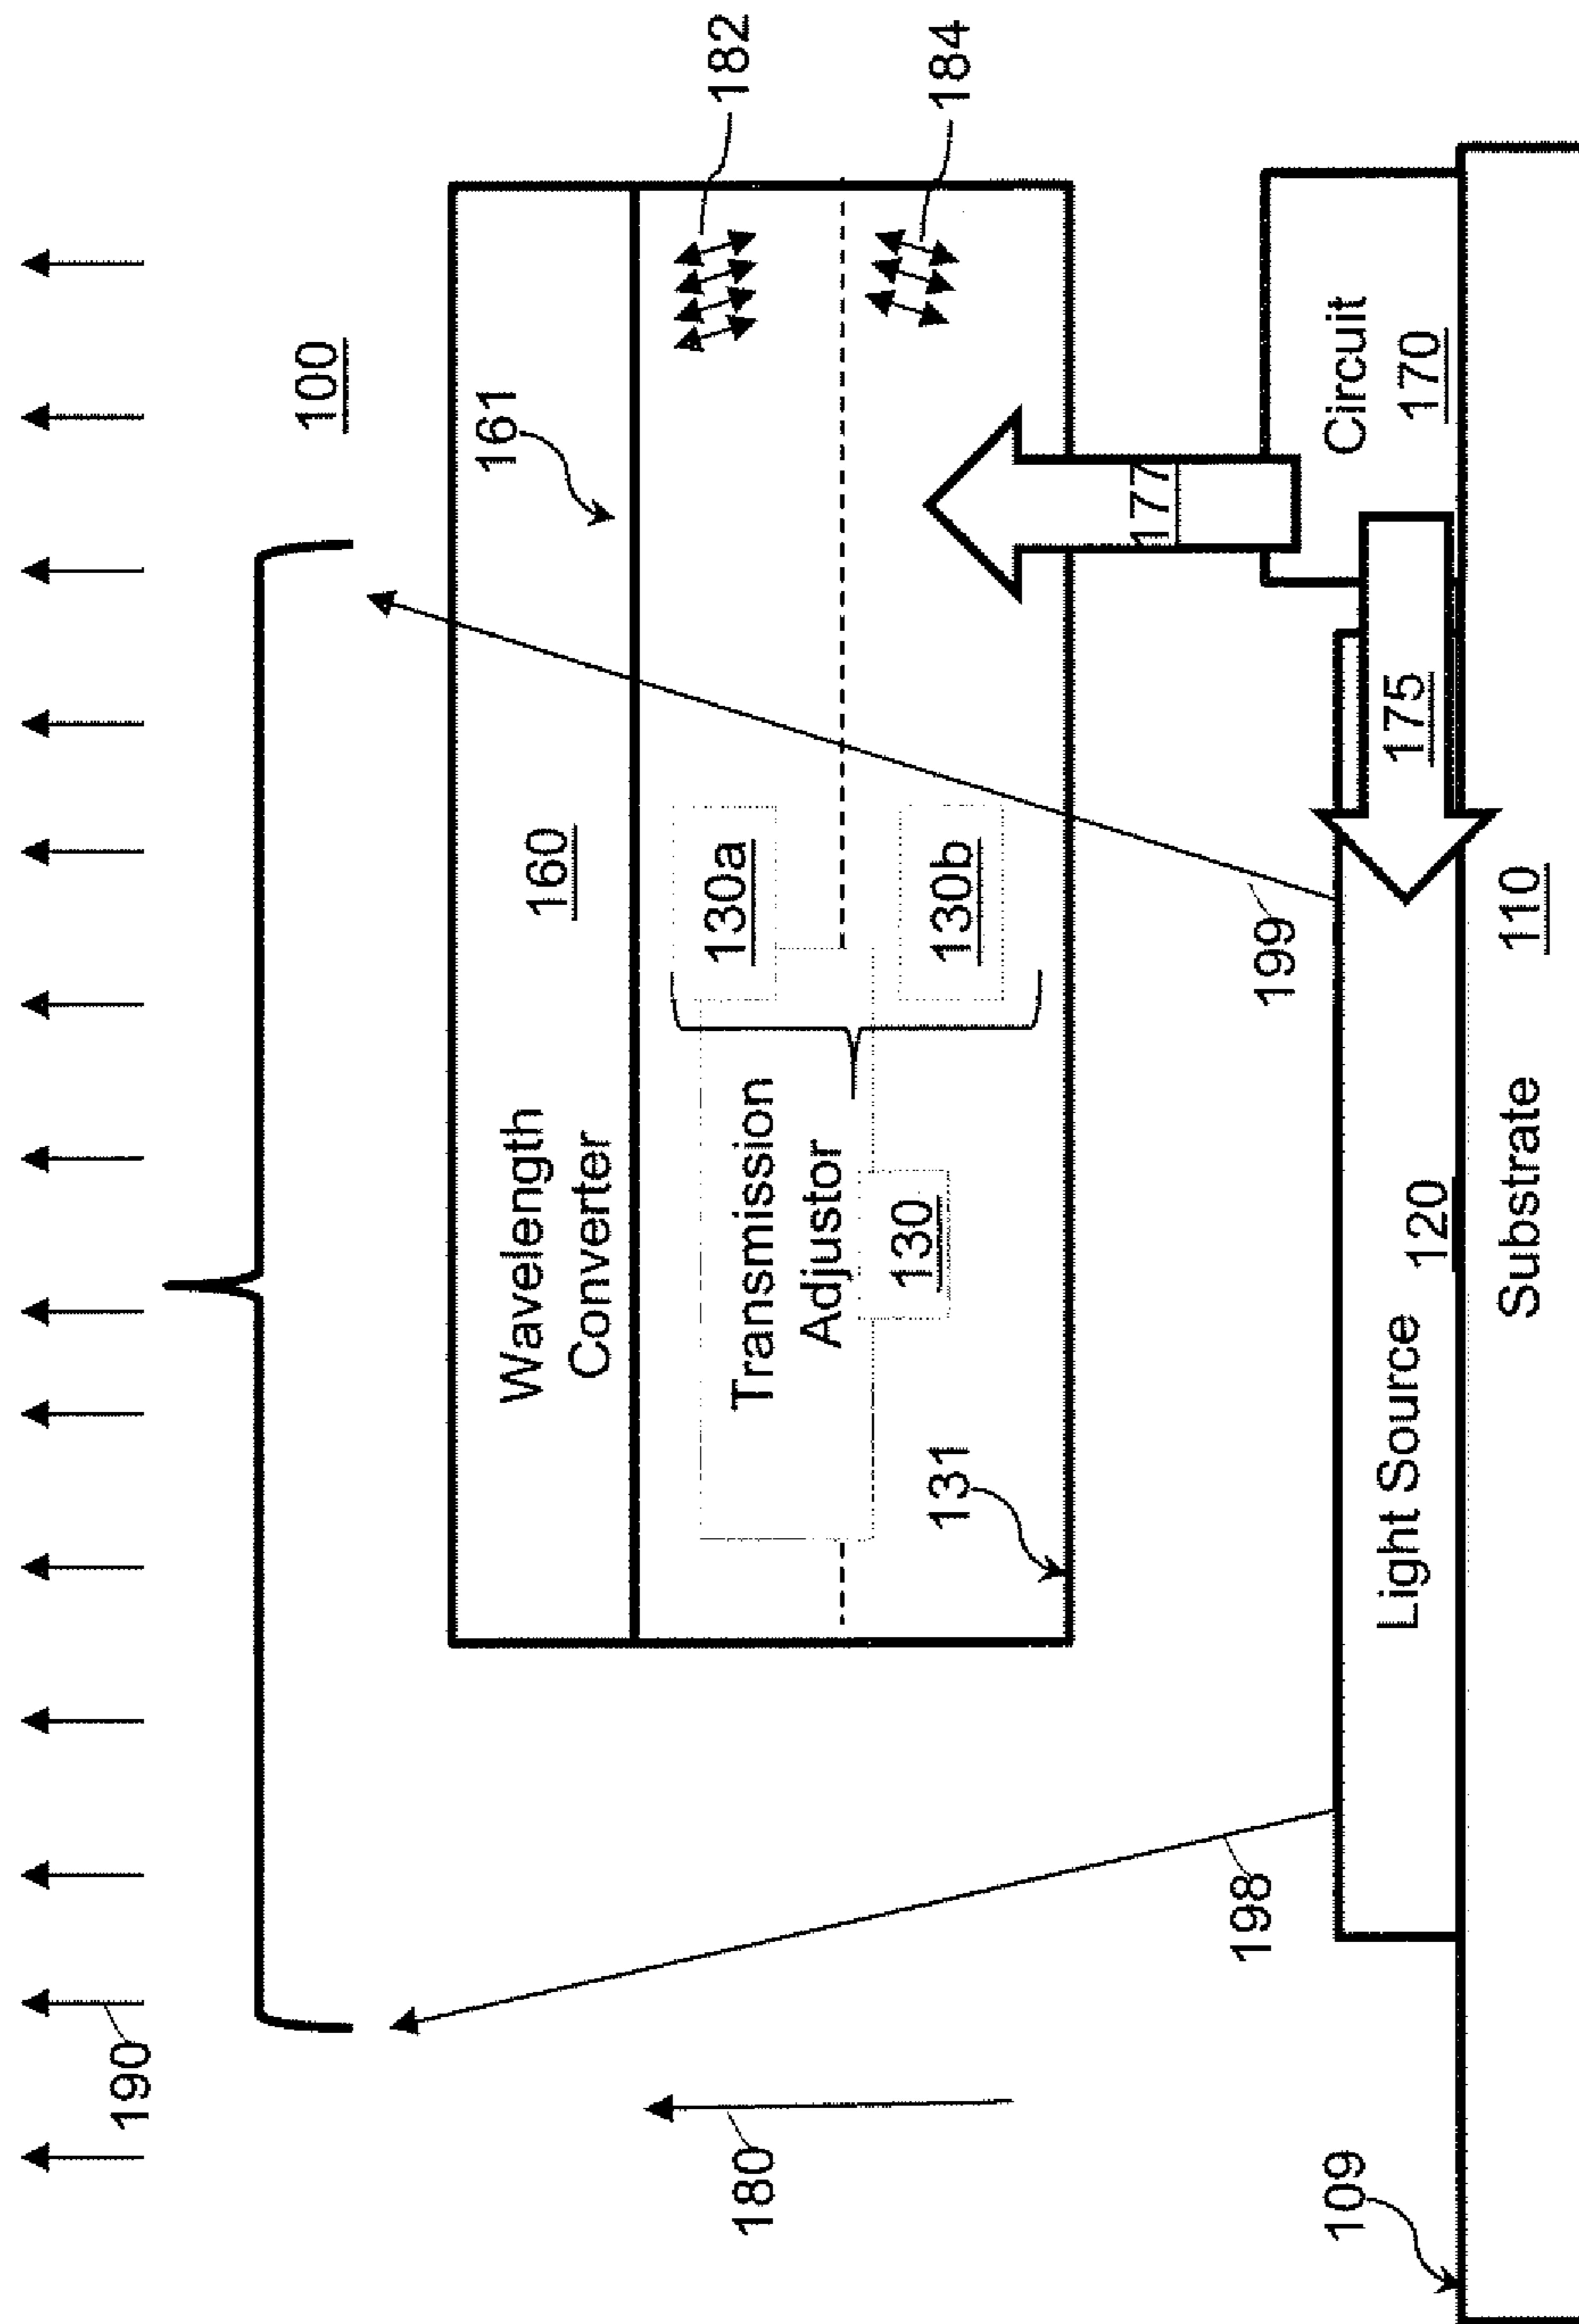 190
100
161
Wavelength
Converter
160
182
180
Transmission
Adjustor
130a
130
131
130b
184
177
198
199
109
Circuit
170
Light Source
120
175
Substrate
110